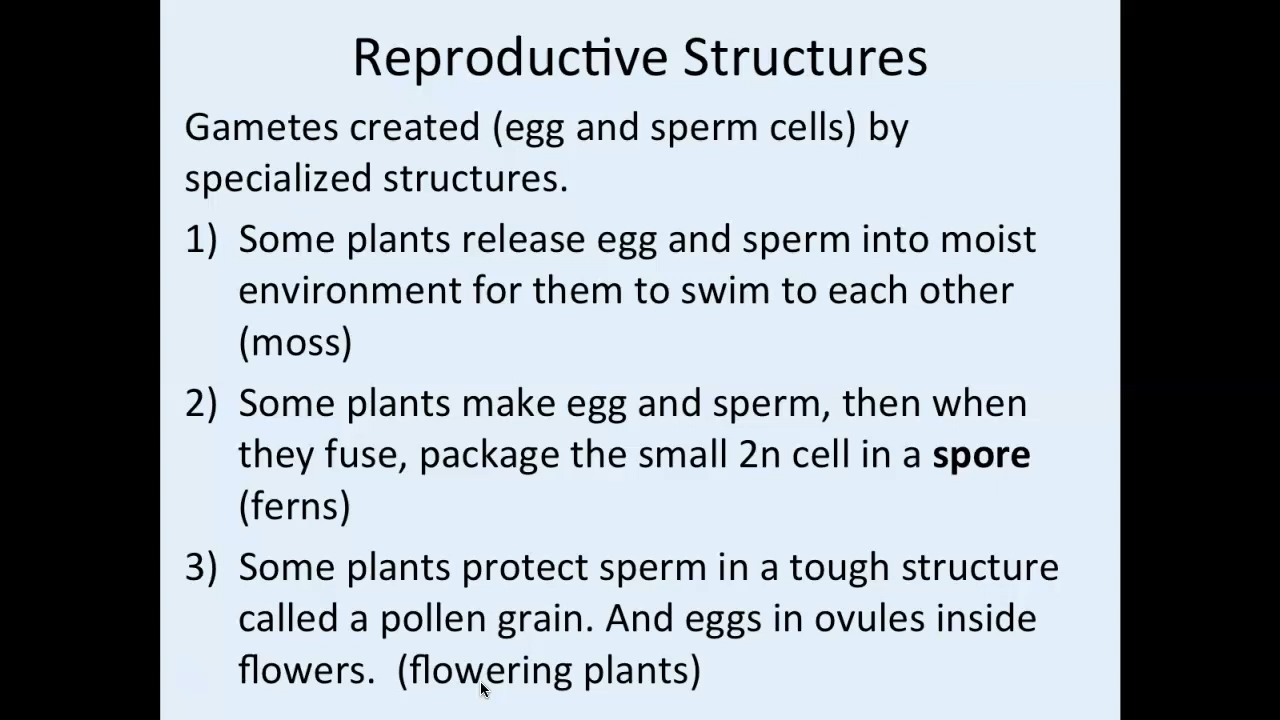 Reproductive Structures
Gametes created (egg and sperm cells) by
specialized structures.
1) Some plants release egg and sperm into moist
environment for them to swim to each other
(moss)
2) Some plants make egg and sperm, then when
they fuse, package the small 2n cell in a spore
(ferns)
3) Some plants protect sperm in a tough structure
called a pollen grain. And eggs in ovules inside
flowers. (flowering plants)